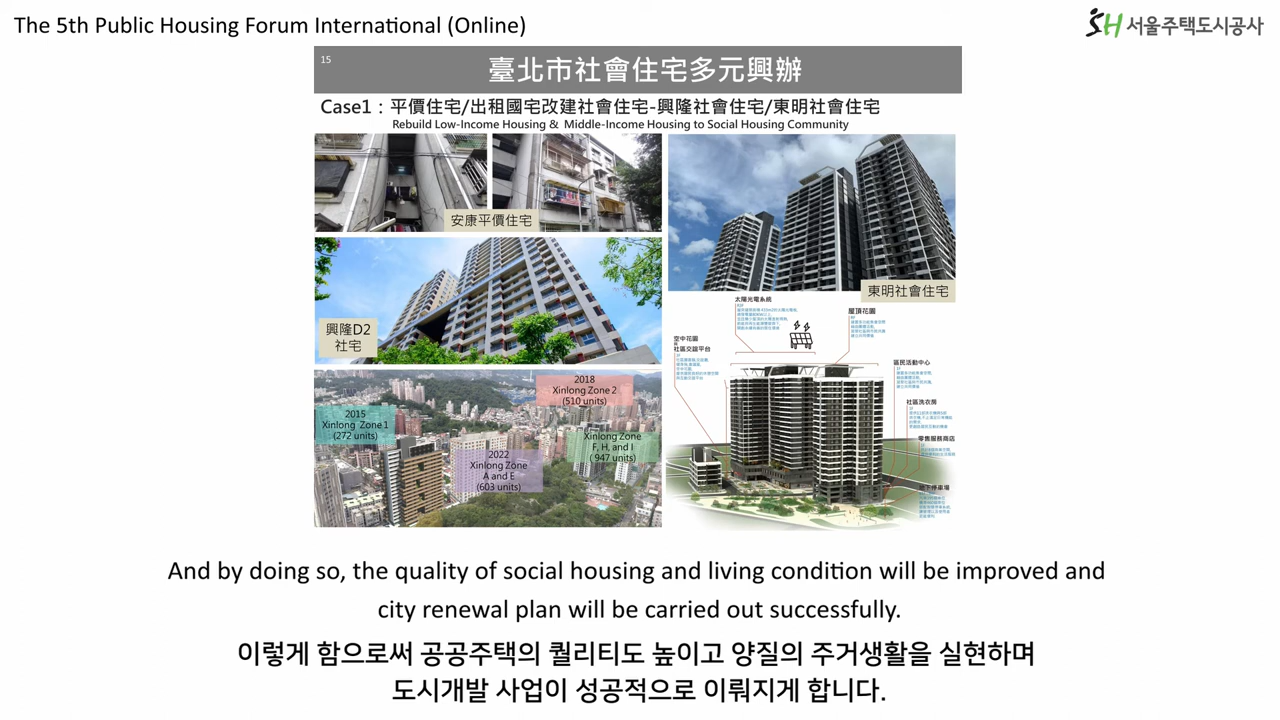 The 5th Public Housing Forum International (Online)
SH 서울주택도시공사
15
臺北市社會住宅多元興辦
Case1：平價住宅/出租國宅改建社會住宅-興隆社會住宅/東明社會住宅
Rebuild Low-Income Housing & Middle-Income Housing to Social Housing Community
安康平價住宅
東明社會住宅
興隆D2
社宅
2015
Xinlong Zone 1
(272 units)
2018
Xinlong Zone 2
(510 units)
2022
Xinlong Zone
A and E
(603 units)
Xinlong Zone
F, H, and I
( 947 units)
太陽光電系統
屋頂花園
空中花園
社區交誼平台
區民活動中心
社區洗衣房
零售服務商店
地下停車場
And by doing so, the quality of social housing and living condition will be improved and
city renewal plan will be carried out successfully.
이렇게 함으로써 공공주택의 퀄리티도 높이고 양질의 주거생활을 실현하며
도시개발 사업이 성공적으로 이뤄지게 합니다.